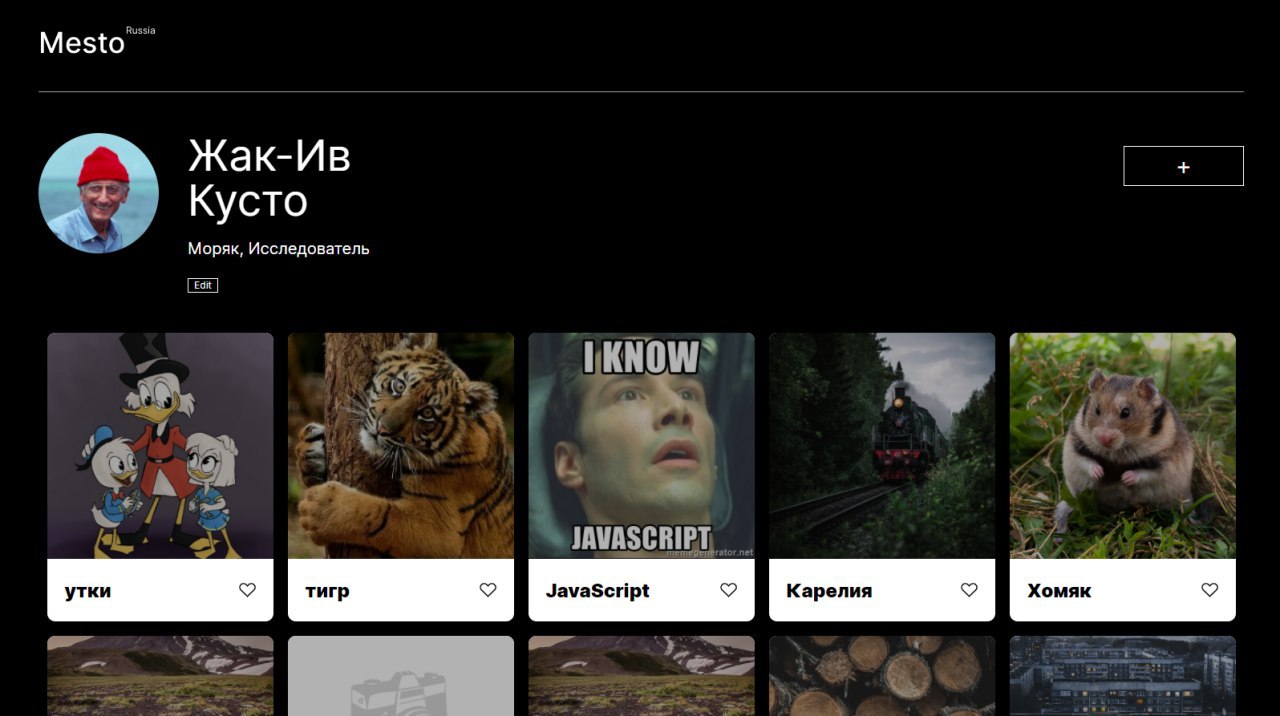 Mesto Russia
Жак-Ив
Кусто
+
Моряк, Исследователь
Edit
I KNOW
JAVASCRIPT
memegenerator.net
утки
тигр
JavaScript
Карелия
Хомяк